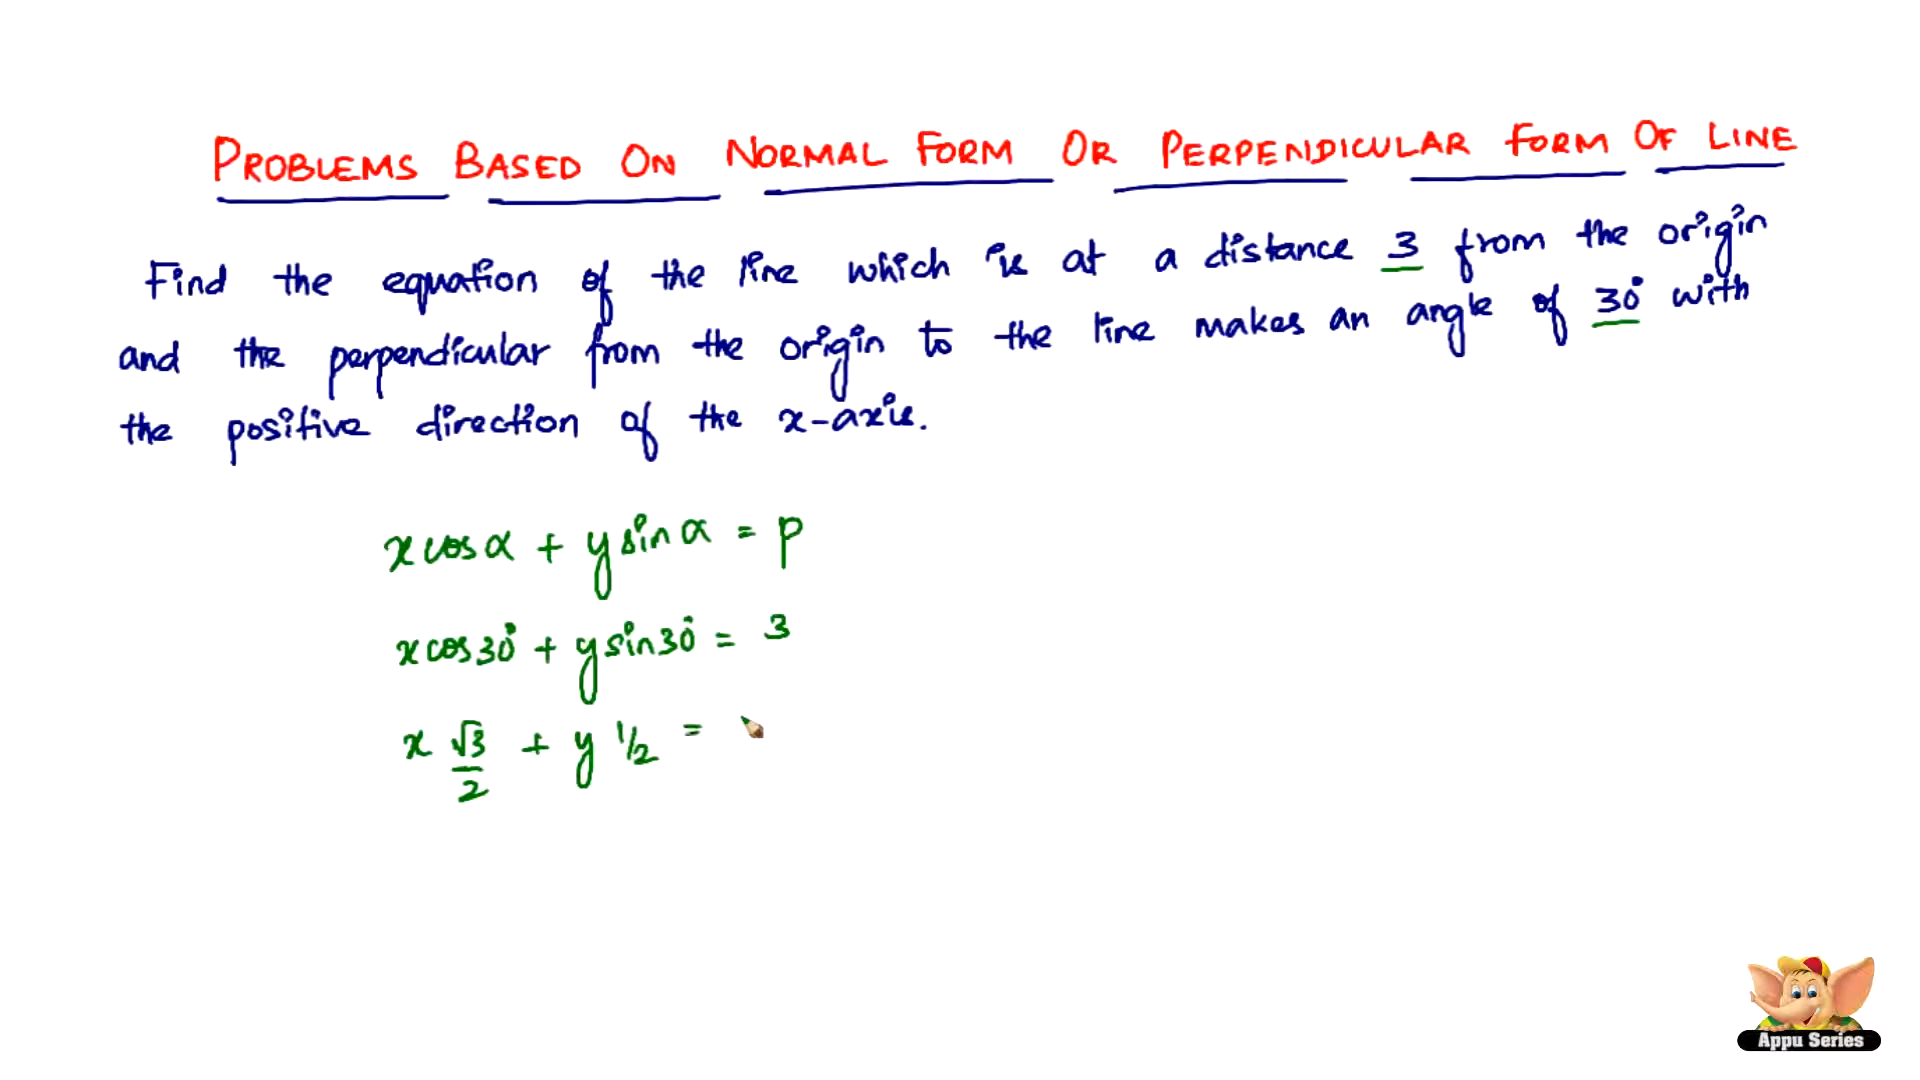 PROBLEMS BASED ON NORMAL FORM OR PERPENDICULAR FORM OF LINE
Find the equation of the line which is at a distance 3 from the origin
and the perpendicular from the origin to the line makes an angle of 30° with
the positive direction of the x-axis.
x cos α + y sin α = p
x cos 30° + y sin 30° = 3
x √3/2 + y 1/2 =
Appu Series